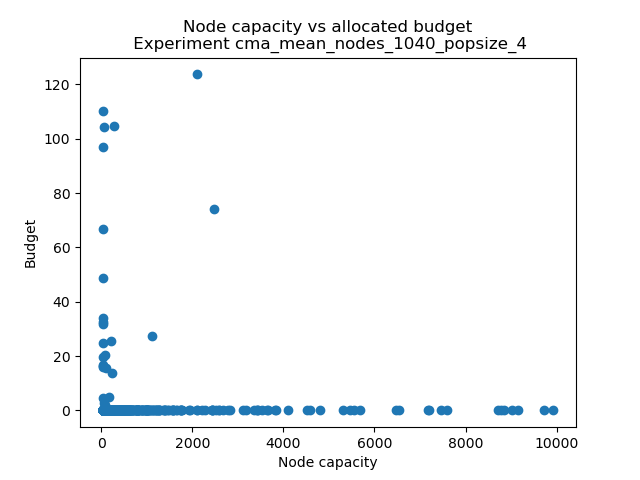 Node capacity vs allocated budget
Experiment cma_mean_nodes_1040_popsize_4
120
100
80
60
40
20
0
Budget
0 2000 4000 6000 8000 10000
Node capacity